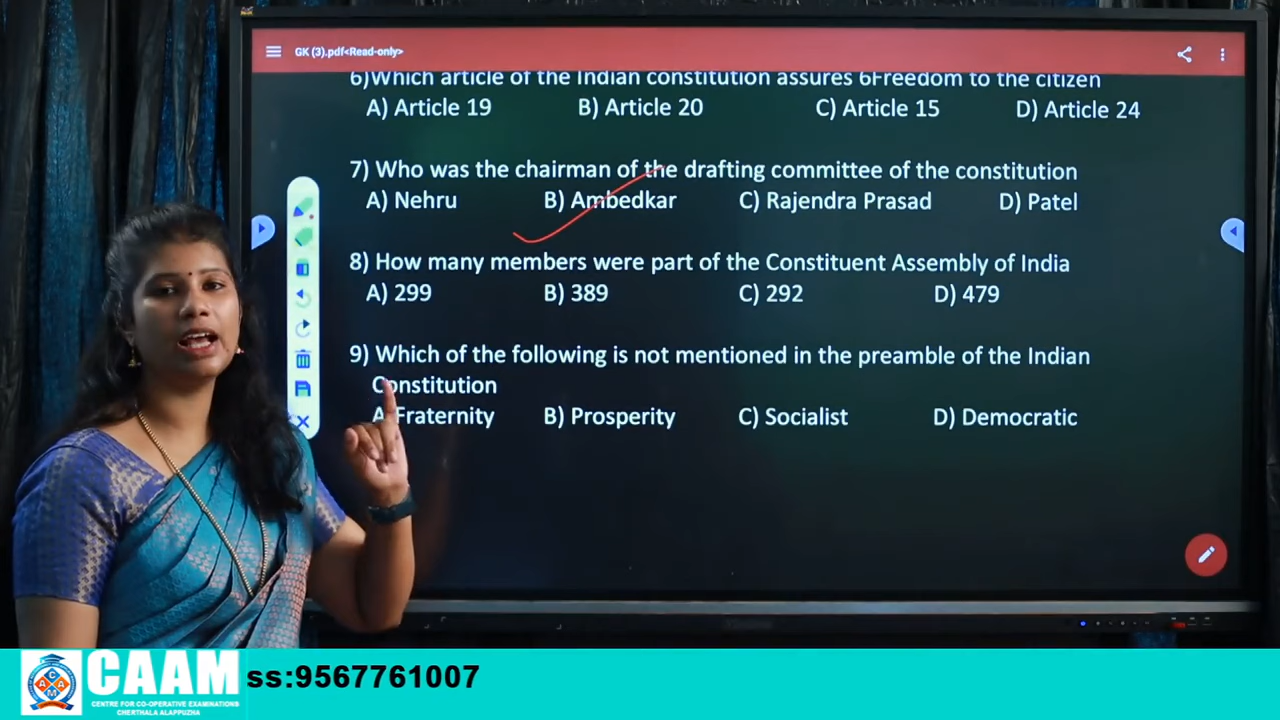 GK (3).pdf<Read-only>
6)Which article of the Indian constitution assures 6Freedom to the citizen
A) Article 19 B) Article 20 C) Article 15 D) Article 24
7) Who was the chairman of the drafting committee of the constitution
A) Nehru B) Ambedkar C) Rajendra Prasad D) Patel
8) How many members were part of the Constituent Assembly of India
A) 299 B) 389 C) 292 D) 479
9) Which of the following is not mentioned in the preamble of the Indian
Constitution
A Fraternity B) Prosperity C) Socialist D) Democratic
CAAM
CENTRE FOR CO-OPERATIVE EXAMINATIONS
CHERTHALA ALAPPUZHA
ss:9567761007